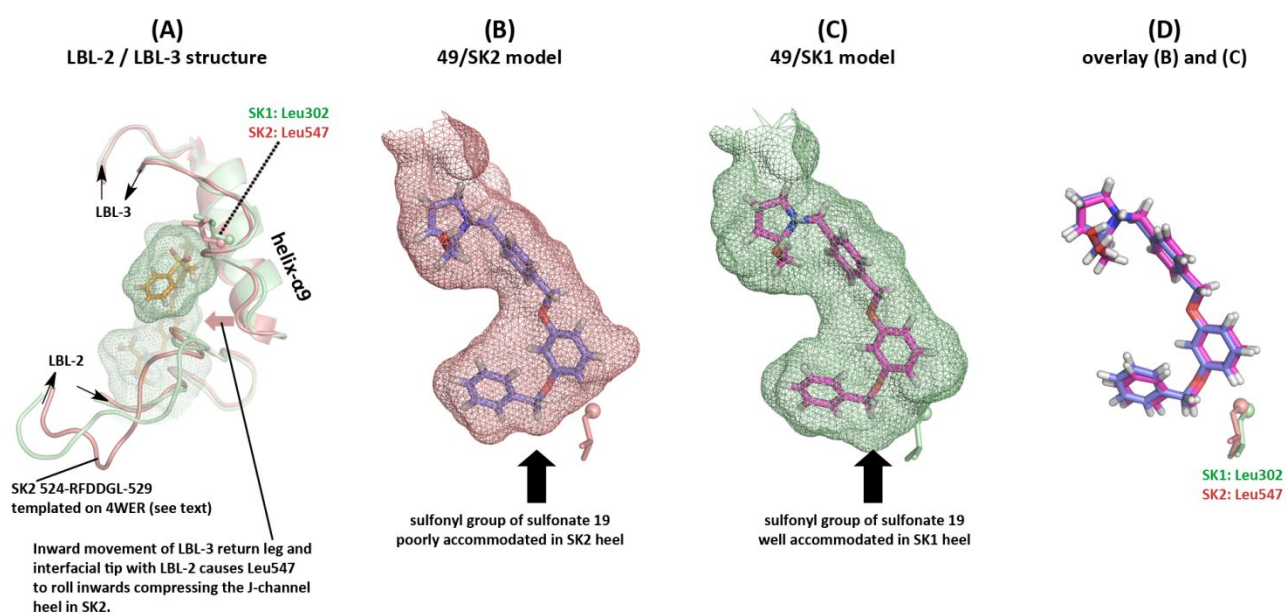 (A)
LBL-2 / LBL-3 structure
SK1: Leu302
SK2: Leu547
LBL-3
helix-α9
LBL-2
SK2 524-RFDDGL-529
templated on 4WER (see text)
Inward movement of LBL-3 return leg and
interfacial tip with LBL-2 causes Leu547
to roll inwards compressing the J-channel
heel in SK2.
(B)
49/SK2 model
sulfonyl group of sulfonate 19
poorly accommodated in SK2 heel
(C)
49/SK1 model
sulfonyl group of sulfonate 19
well accommodated in SK1 heel
(D)
overlay (B) and (C)
SK1: Leu302
SK2: Leu547